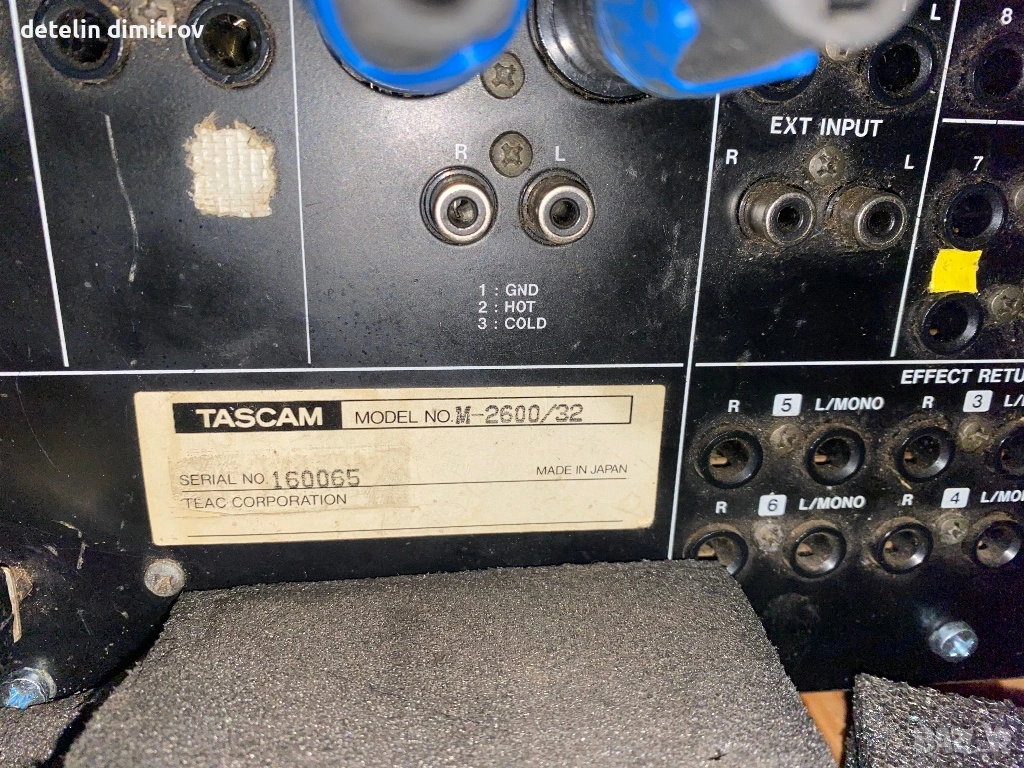 detelin dimitrov
L
8
EXT INPUT
R L
R L
7
1 : GND
2 : HOT
3 : COLD
EFFECT RETU
R 5 L/MONO R 3
TASCAM MODEL NO. M-2600/32
SERIAL NO. 160065 MADE IN JAPAN
TEAC CORPORATION
R 6 L/MONO R 4